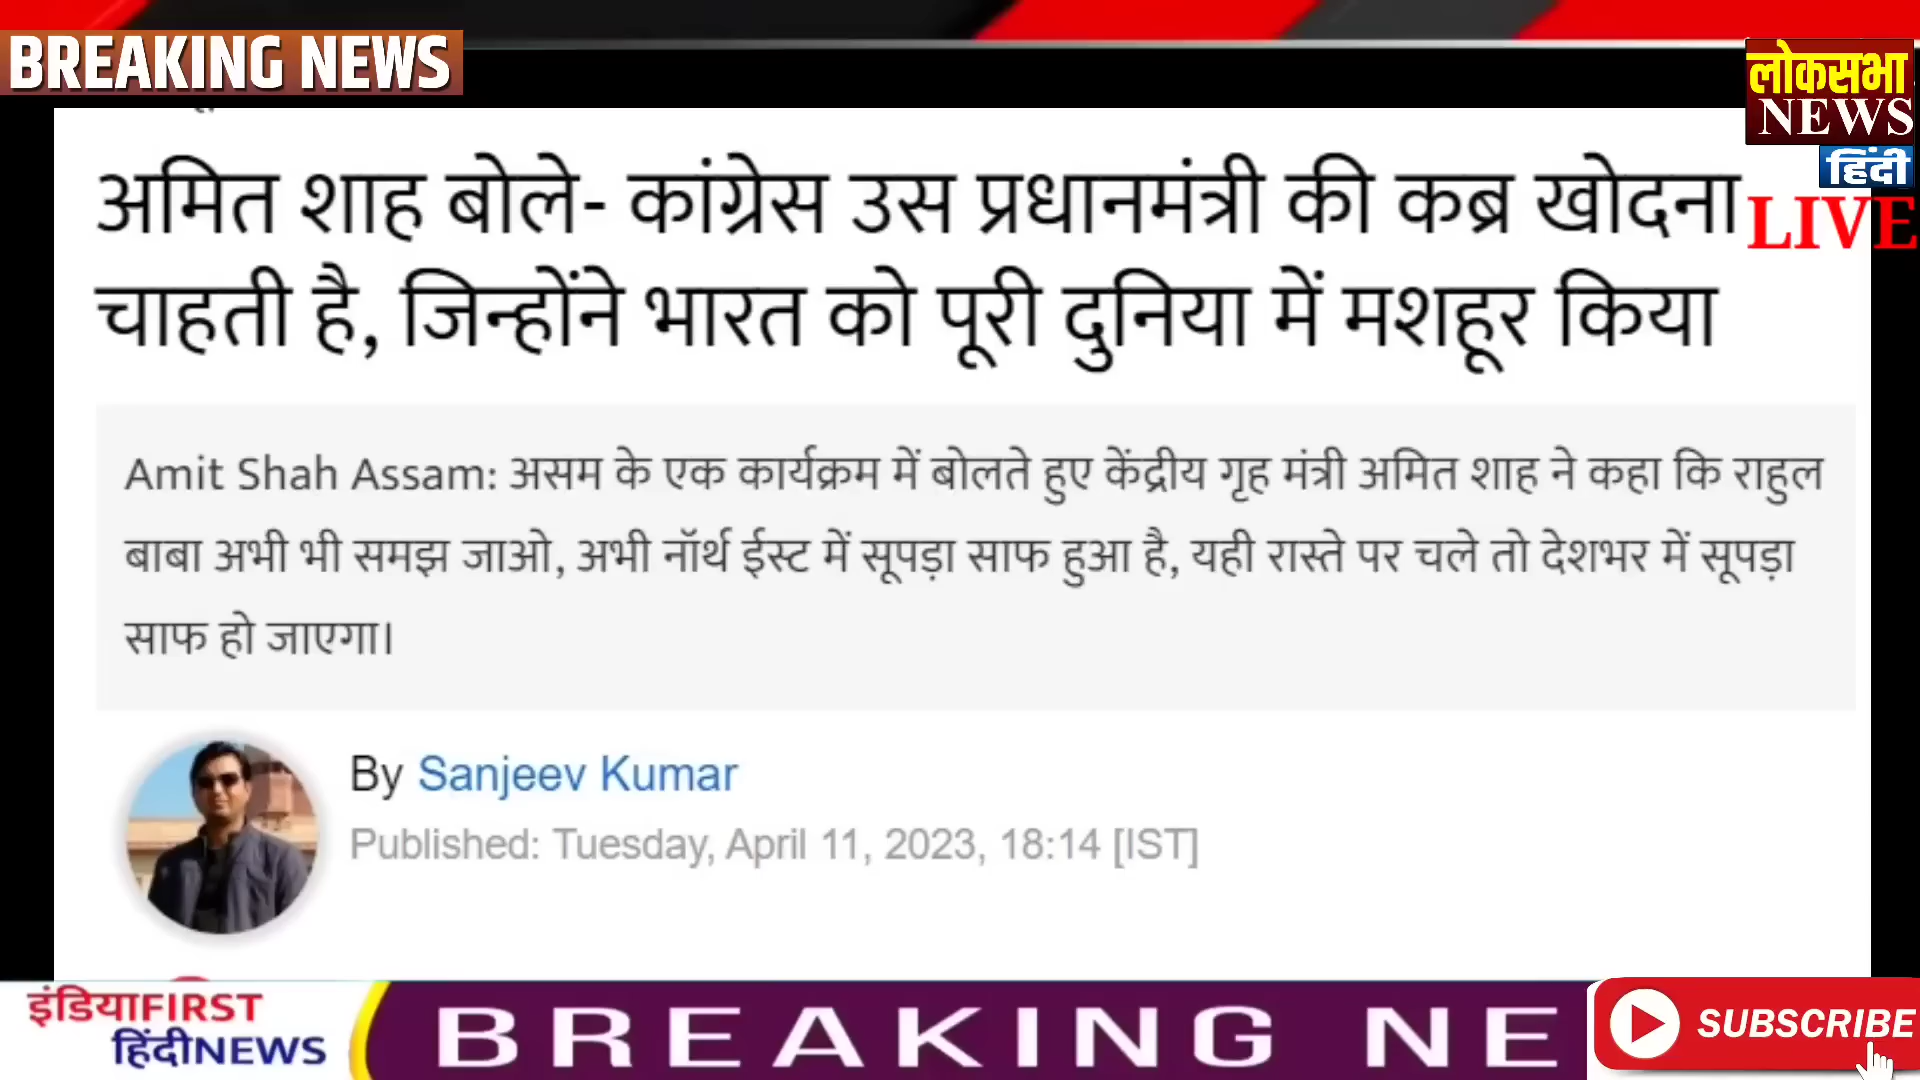 BREAKING NEWS
लोकसभा
NEWS
हिंदी
LIVE
अमित शाह बोले- कांग्रेस उस प्रधानमंत्री की कब्र खोदना
चाहती है, जिन्होंने भारत को पूरी दुनिया में मशहूर किया
Amit Shah Assam: असम के एक कार्यक्रम में बोलते हुए केंद्रीय गृह मंत्री अमित शाह ने कहा कि राहुल
बाबा अभी भी समझ जाओ, अभी नॉर्थ ईस्ट में सूपड़ा साफ हुआ है, यही रास्ते पर चले तो देशभर में सूपड़ा
साफ हो जाएगा।
By Sanjeev Kumar
Published: Tuesday, April 11, 2023, 18:14 [IST]
इंडियाFIRST
हिंदीNEWS
BREAKING NE
SUBSCRIBE